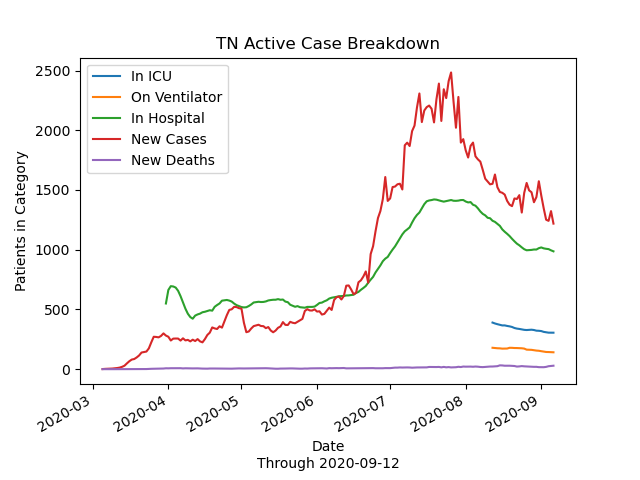 TN Active Case Breakdown
In ICU
On Ventilator
In Hospital
New Cases
New Deaths
Patients in Category
2500
2000
1500
1000
500
0
2020-03
2020-04
2020-05
2020-06
2020-07
2020-08
2020-09
Date
Through 2020-09-12